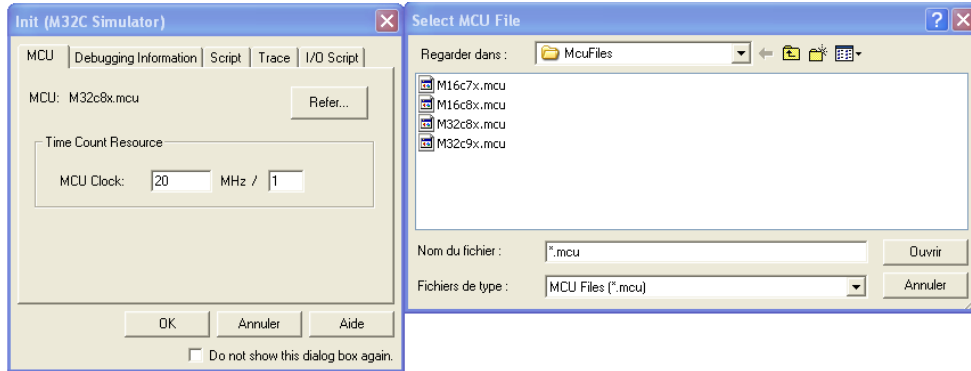 Init (M32C Simulator)
MCU Debugging Information Script Trace I/O Script
MCU: M32c8x.mcu Refer...
Time Count Resource
MCU Clock: 20 MHz / 1
OK Annuler Aide
Do not show this dialog box again.
Select MCU File
Regarder dans : McuFiles
M16c7x.mcu
M16c8x.mcu
M32c8x.mcu
M32c9x.mcu
Nom du fichier : *.mcu Ouvrir
Fichiers de type : MCU Files (*.mcu) Annuler